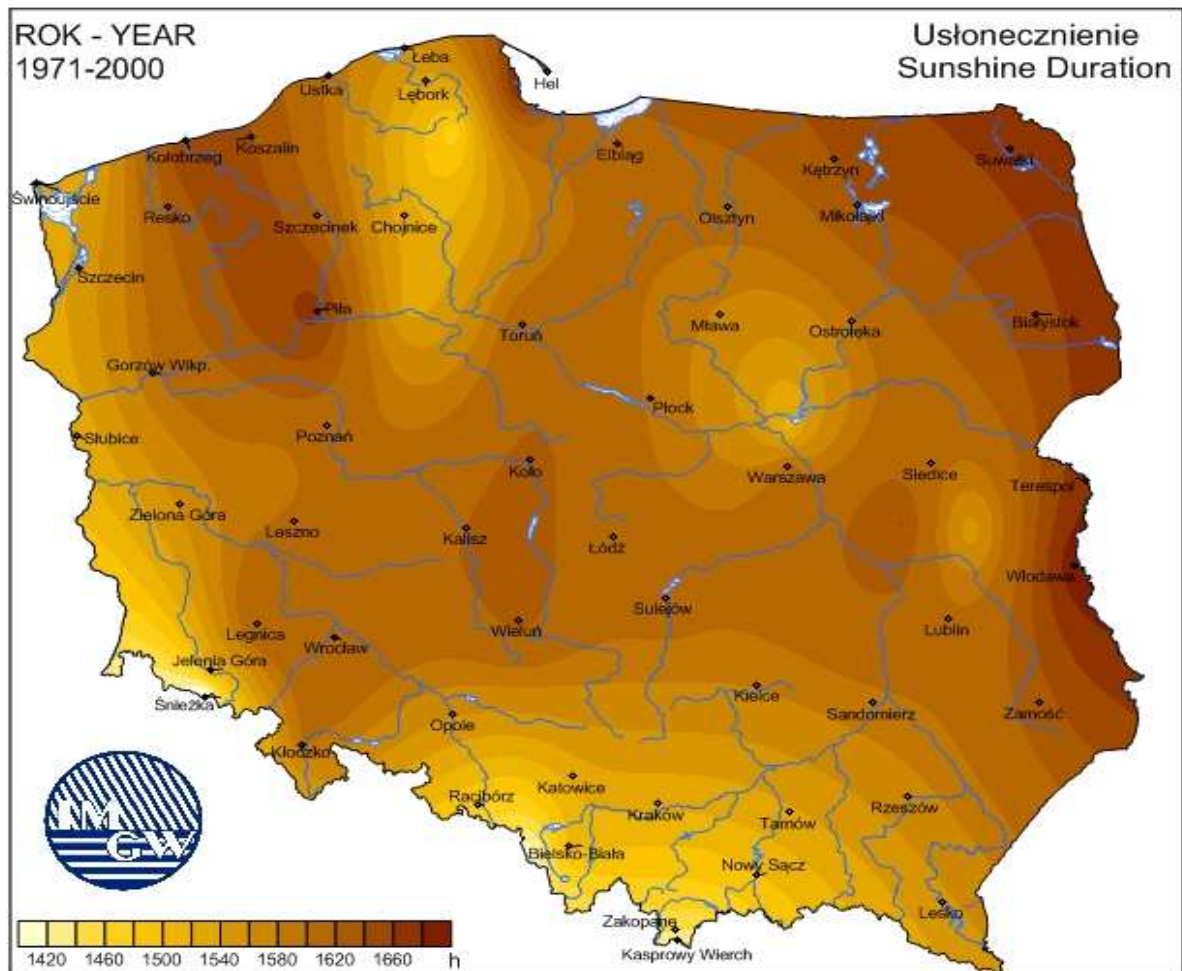 ROK - YEAR
1971-2000
Usłonecznienie
Sunshine Duration
Łeba
Ustka
Hel
Lębork
Kołobrzeg
Koszalin
Elbląg
Kętrzyn
Suwałki
Świnoujście
Resko
Szczecinek
Chojnice
Olsztyn
Mikołajki
Szczecin
Piła
Toruń
Mława
Ostrołęka
Białystok
Gorzów Wlkp.
Płock
Słubice
Poznań
Koło
Warszawa
Siedlce
Terespol
Zielona Góra
Leszno
Kalisz
Łódź
Włodawa
Sulejów
Legnica
Wrocław
Wieluń
Lublin
Jelenia Góra
Śnieżka
Kielce
Sandomierz
Zamość
Opole
Kłodzko
Katowice
Racibórz
Kraków
Tarnów
Rzeszów
Bielsko-Biała
Nowy Sącz
Lesko
Zakopane
Kasprowy Wierch
IMGW
1420 1460 1500 1540 1580 1600 1620 1660 h